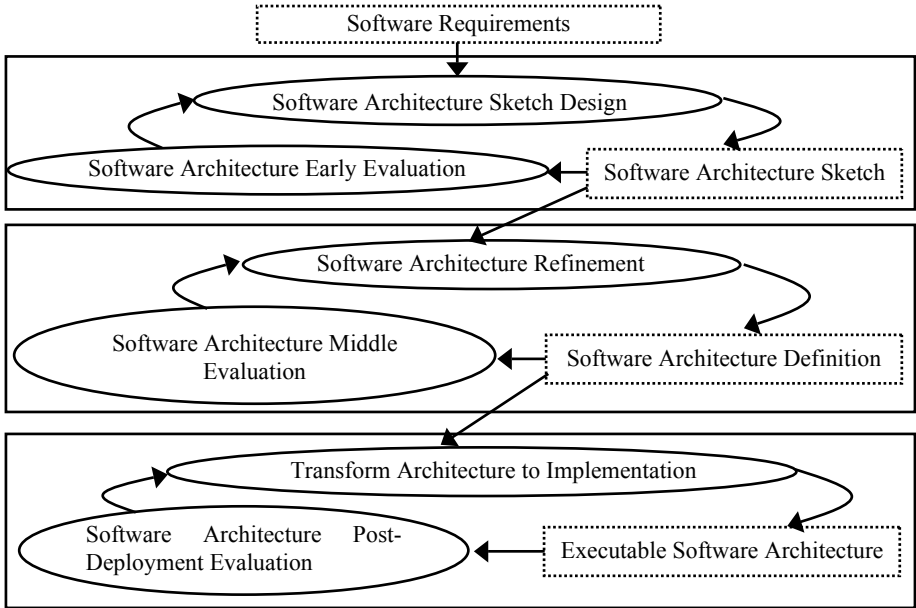 Software Requirements
Software Architecture Sketch Design
Software Architecture Early Evaluation
Software Architecture Sketch
Software Architecture Refinement
Software Architecture Middle
Evaluation
Software Architecture Definition
Transform Architecture to Implementation
Software Architecture Post-
Deployment Evaluation
Executable Software Architecture